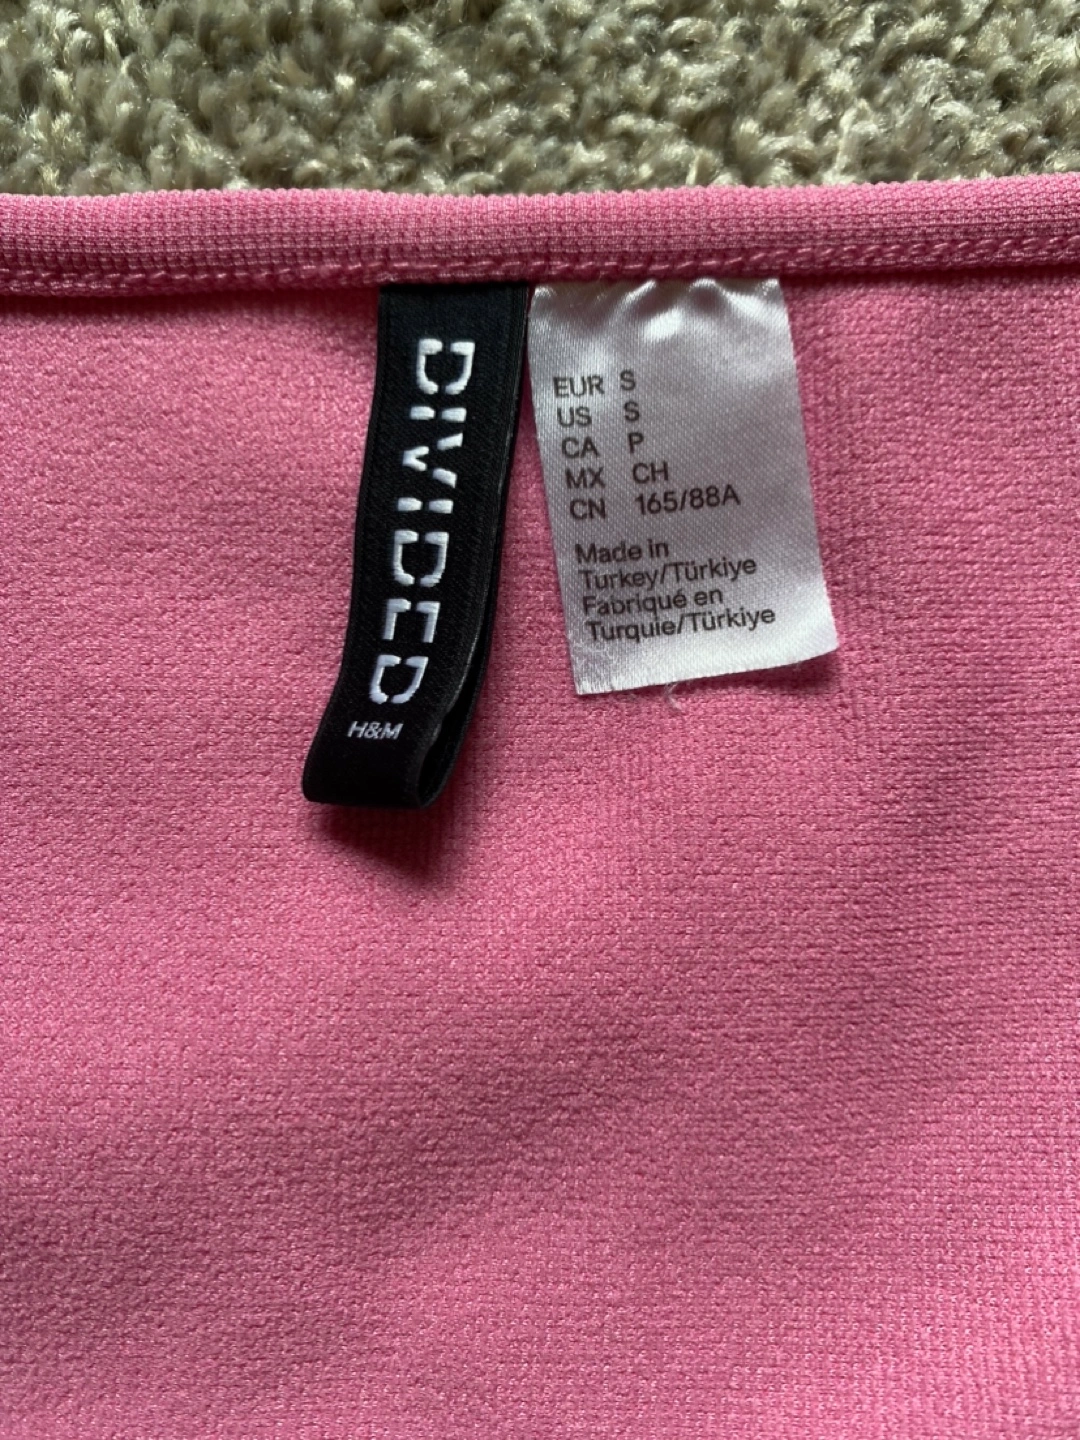 DIVIDED
H&M
EUR S
US S
CA P
MX CH
CN 165/88A
Made in
Turkey/Türkiye
Fabriqué en
Turquie/Türkiye